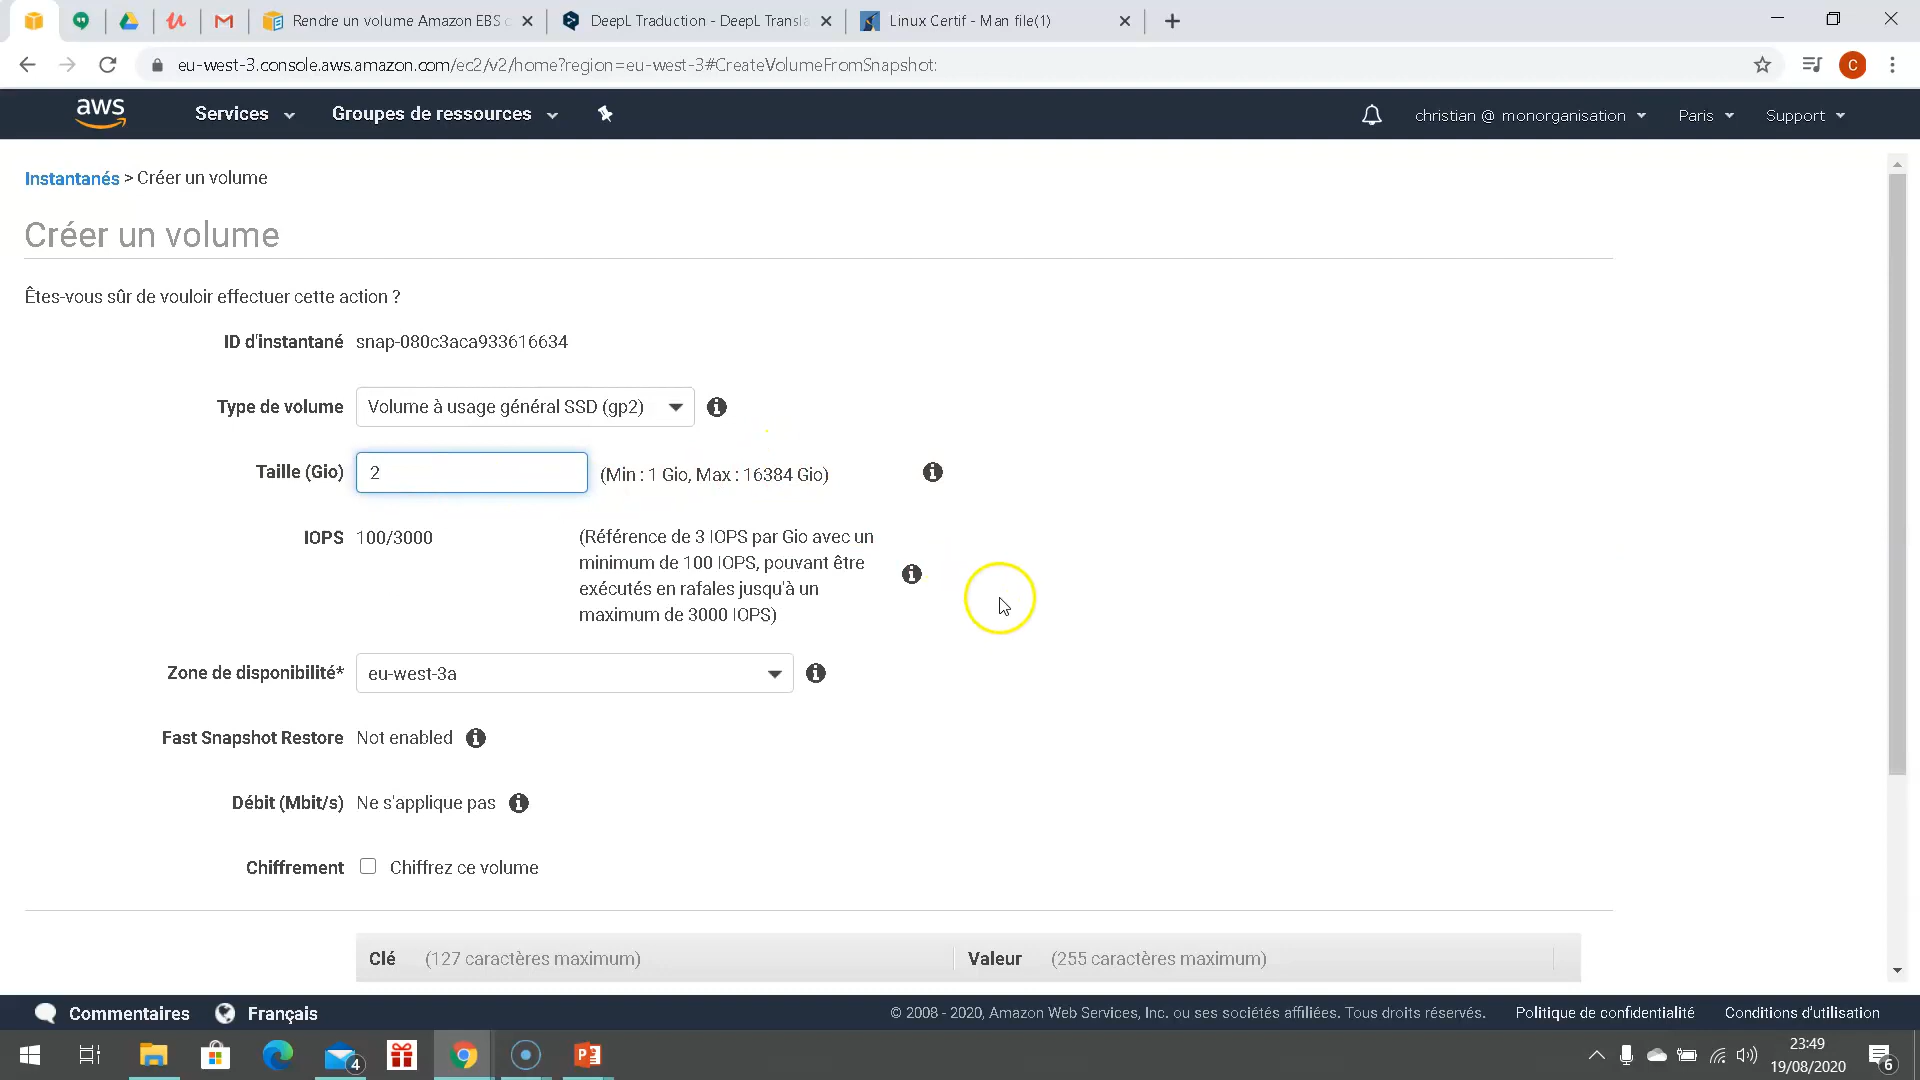 Rendre un volume Amazon EBS
DeepL Traduction - DeepL Transla
Linux Certif - Man file(1)
eu-west-3.console.aws.amazon.com/ec2/v2/home?region=eu-west-3#CreateVolumeFromSnapshot:
C
aws
Services
Groupes de ressources
christian @ monorganisation
Paris
Support
Instantanés > Créer un volume
Créer un volume
Êtes-vous sûr de vouloir effectuer cette action ?
ID d'instantané snap-080c3aca933616634
Type de volume Volume à usage général SSD (gp2)
Taille (Gio) 2 (Min : 1 Gio, Max : 16384 Gio)
IOPS 100/3000 (Référence de 3 IOPS par Gio avec un
minimum de 100 IOPS, pouvant être
exécutés en rafales jusqu'à un
maximum de 3000 IOPS)
Zone de disponibilité* eu-west-3a
Fast Snapshot Restore Not enabled
Débit (Mbit/s) Ne s'applique pas
Chiffrement Chiffrez ce volume
Clé (127 caractères maximum) Valeur (255 caractères maximum)
Commentaires
Français
© 2008 - 2020, Amazon Web Services, Inc. ou ses sociétés affiliées. Tous droits réservés.
Politique de confidentialité
Conditions d'utilisation
4
23:49
19/08/2020
6